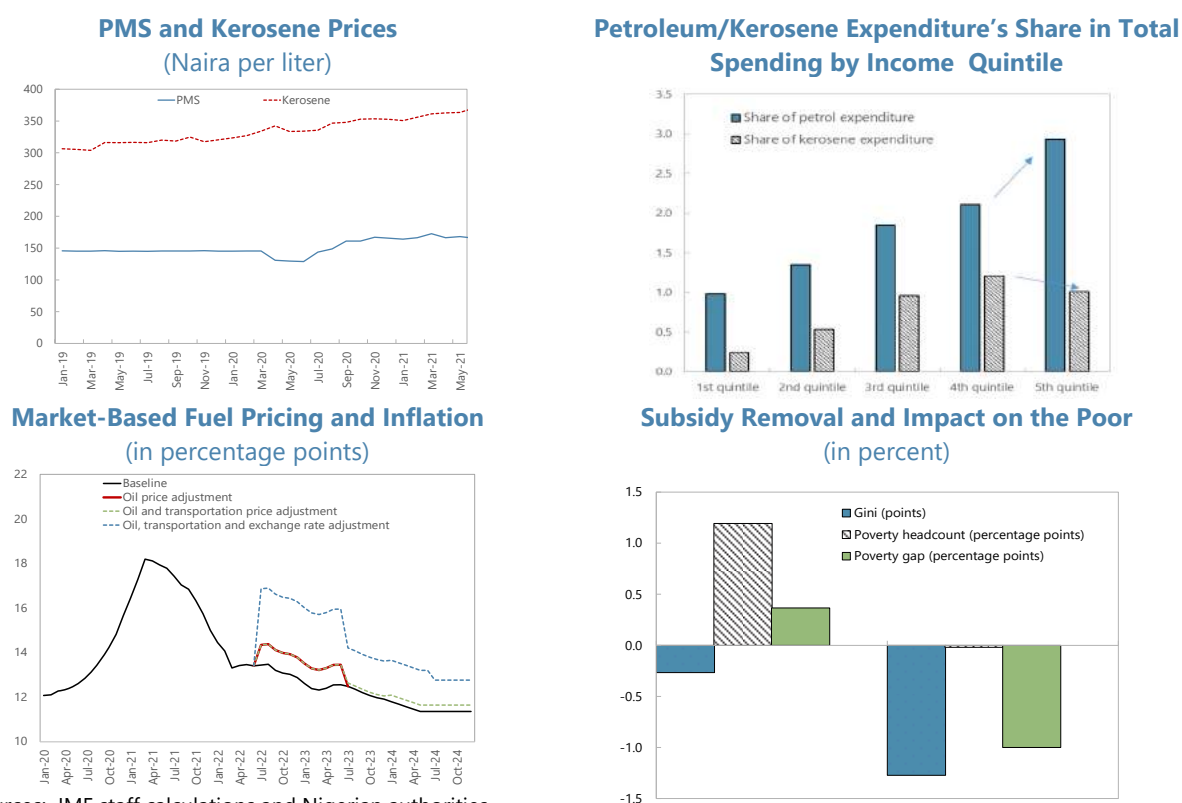 PMS and Kerosene Prices
(Naira per liter)
400
350
300
250
200
150
100
50
0
PMS
Kerosene
Jan-19
Mar-19
May-19
Jul-19
Sep-19
Nov-19
Jan-20
Mar-20
May-20
Jul-20
Sep-20
Nov-20
Jan-21
Mar-21
May-21
Petroleum/Kerosene Expenditure's Share in Total
Spending by Income Quintile
3.5
3.0
2.5
2.0
1.5
1.0
0.5
0.0
Share of petrol expenditure
Share of kerosene expenditure
1st quintile
2nd quintile
3rd quintile
4th quintile
5th quintile
Market-Based Fuel Pricing and Inflation
(in percentage points)
22
20
18
16
14
12
10
Baseline
Oil price adjustment
Oil and transportation price adjustment
Oil, transportation and exchange rate adjustment
Jan-20
Apr-20
Jul-20
Oct-20
Jan-21
Apr-21
Jul-21
Oct-21
Jan-22
Apr-22
Jul-22
Oct-22
Jan-23
Apr-23
Jul-23
Oct-23
Jan-24
Apr-24
Jul-24
Oct-24
Subsidy Removal and Impact on the Poor
(in percent)
1.5
1.0
0.5
0.0
-0.5
-1.0
-1.5
Gini (points)
Poverty headcount (percentage points)
Poverty gap (percentage points)
IMF staff calculations and Nigerian authorities